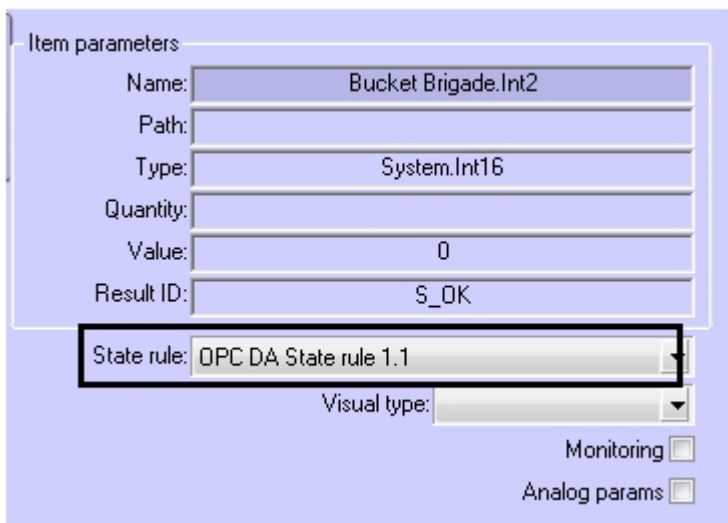 Item parameters
Name: Bucket Brigade.Int2
Path:
Type: System.Int16
Quantity:
Value: 0
Result ID: S_OK
State rule: OPC DA State rule 1.1
Visual type:
Monitoring
Analog params